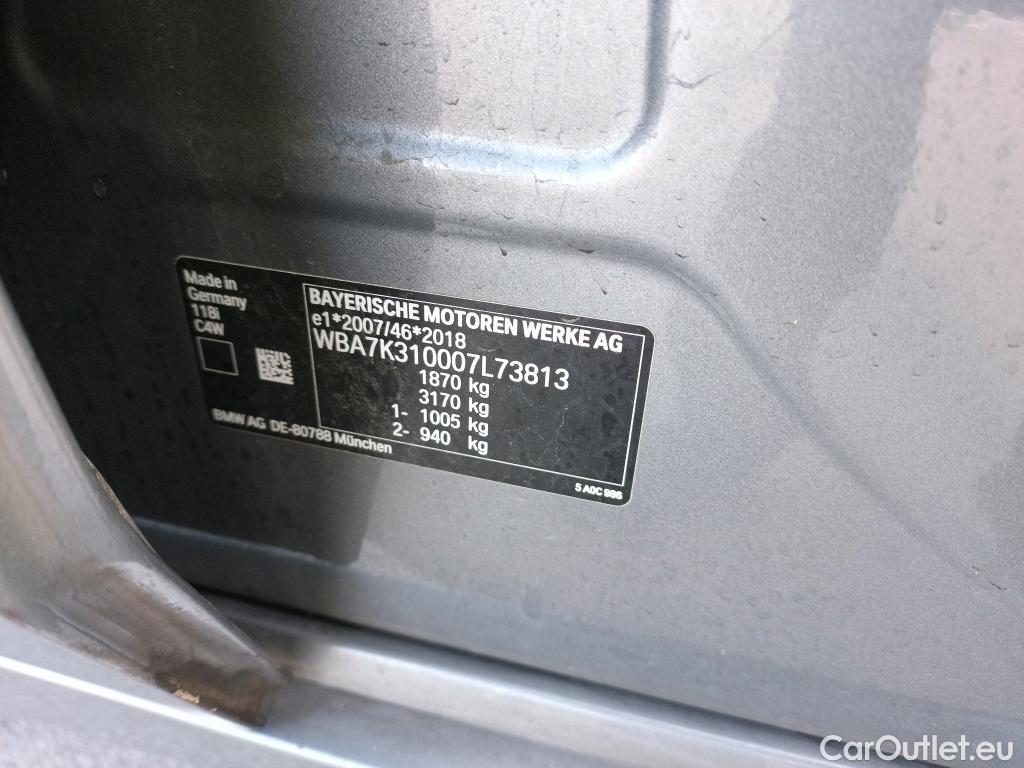 Made in
Germany
118i
C4W
BMW AG DE-80788 München
BAYERISCHE MOTOREN WERKE AG
e1*2007/46*2018
WBA7K310007L73813
1870 kg
3170 kg
1- 1005 kg
2- 940 kg
5 A0C 986
CarOutlet.eu